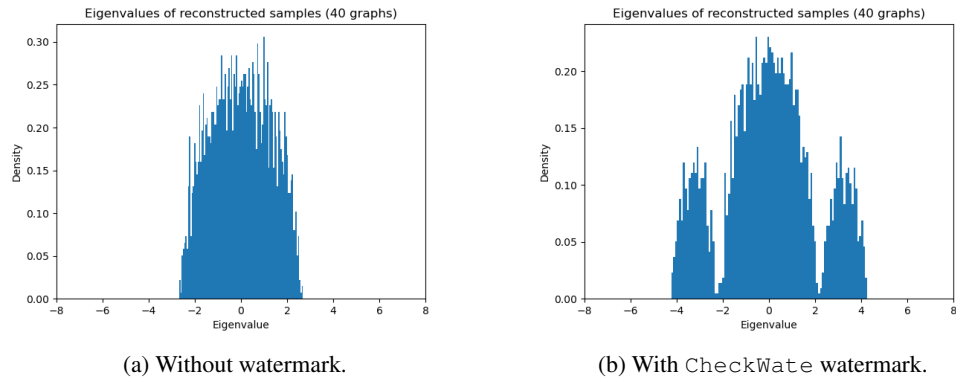 Eigenvalues of reconstructed samples (40 graphs)
0.30
0.25
0.20
0.15
0.10
0.05
0.00
Density
−8 −6 −4 −2 0 2 4 6 8
Eigenvalue
(a) Without watermark.
Eigenvalues of reconstructed samples (40 graphs)
0.20
0.15
0.10
0.05
0.00
Density
−8 −6 −4 −2 0 2 4 6 8
Eigenvalue
(b) With CheckWate watermark.